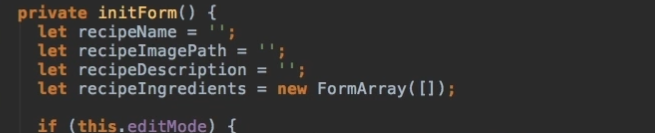 private initForm() {
let recipeName = '';
let recipeImagePath = '';
let recipeDescription = '';
let recipeIngredients = new FormArray([]);
if (this.editMode) {